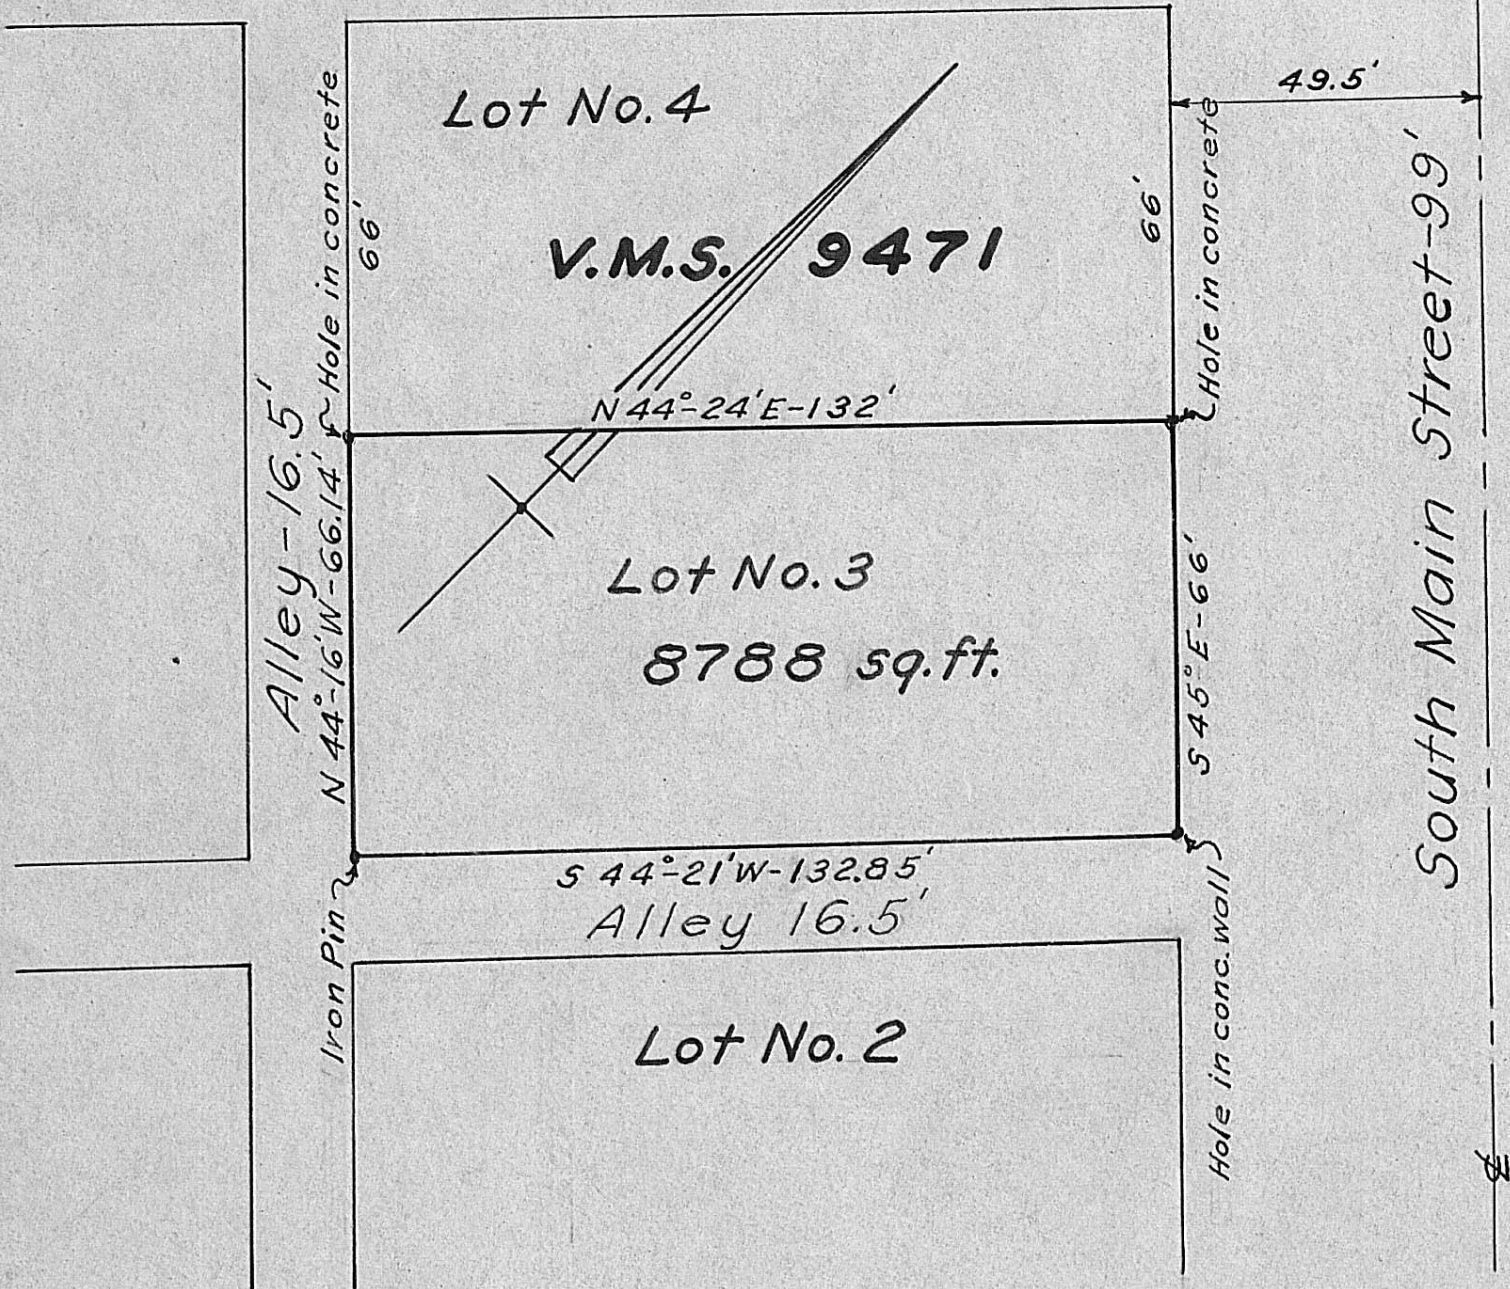 Lot No. 4
49.5'
Hole in concrete
66'
66'
Hole in concrete
V.M.S. 9471
South Main Street-99'
N 44°-24' E-132'
Alley-16.5'
N 44°-16' W-66.14'
Lot No. 3
8788 sq. ft.
S 45° E-66'
S 44°-21' W-132.85'
Alley 16.5'
Iron Pin
Hole in conc. wall
Lot No. 2
℄